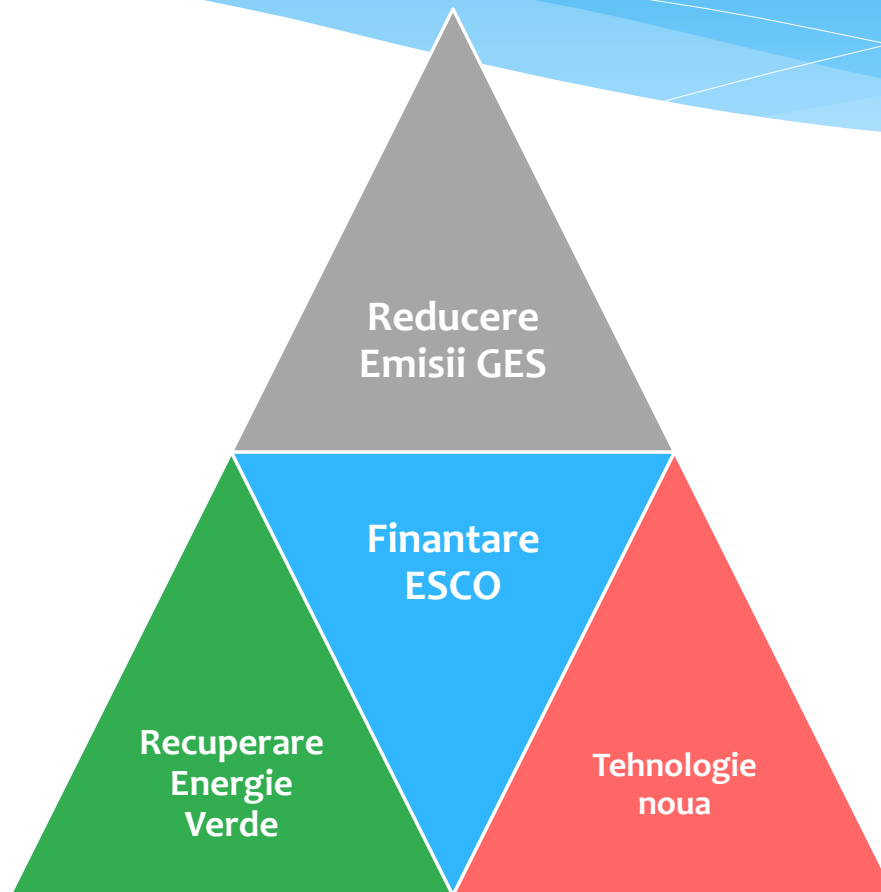 Reducere
Emisii GES
Finantare
ESCO
Recuperare
Energie
Verde
Tehnologie
noua